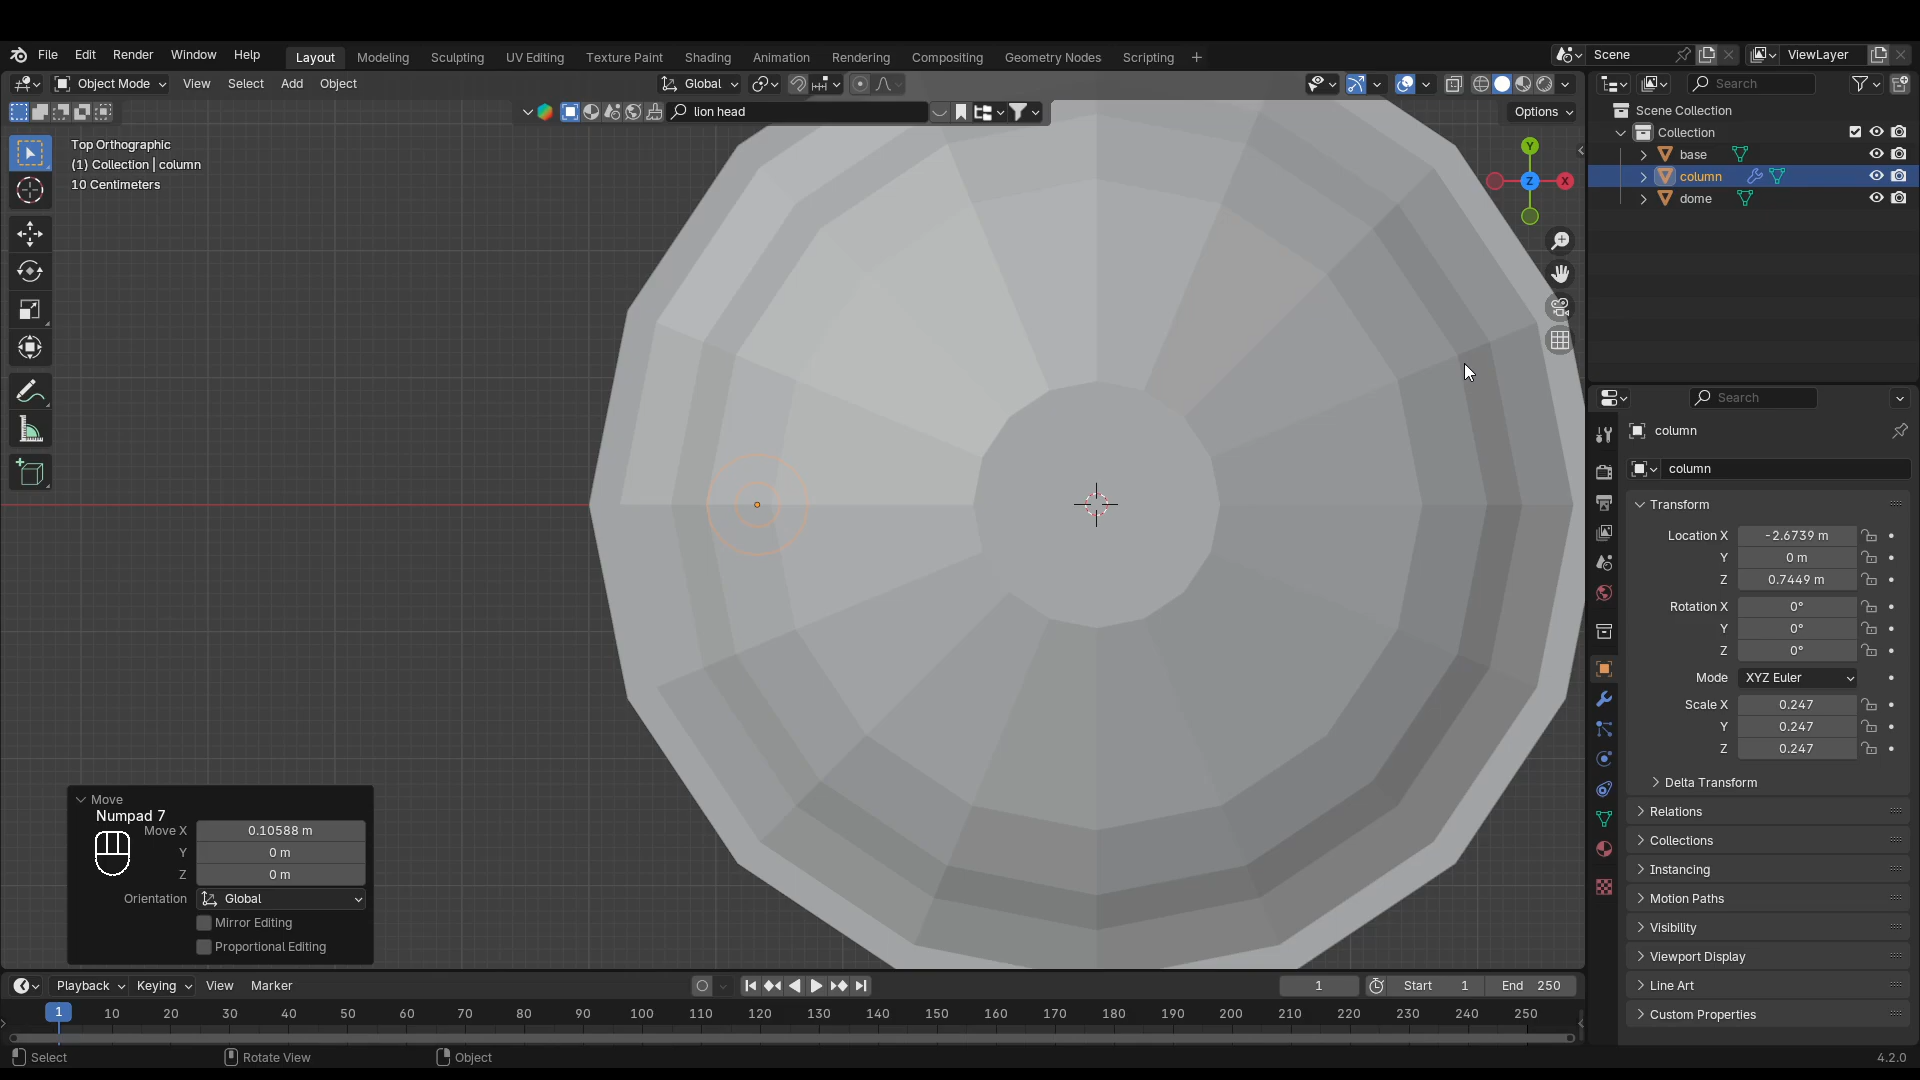 File Edit Render Window Help Layout Modeling Sculpting UV Editing Texture Paint Shading Animation Rendering Compositing Geometry Nodes Scripting + Scene ViewLayer
Object Mode View Select Add Object Global Search
lion head Options
Scene Collection
Collection
base
column
dome
Top Orthographic
(1) Collection | column
10 Centimeters
Y
Z X
Search
column
column
Transform
Location X -2.6739 m
Y 0 m
Z 0.7449 m
Rotation X 0°
Y 0°
Z 0°
Mode XYZ Euler
Scale X 0.247
Y 0.247
Z 0.247
Delta Transform
Relations
Collections
Instancing
Motion Paths
Visibility
Viewport Display
Line Art
Custom Properties
Move
Numpad 7
Move X 0.10588 m
Y 0 m
Z 0 m
Orientation Global
Mirror Editing
Proportional Editing
Playback Keying View Marker 1 Start 1 End 250
1 10 20 30 40 50 60 70 80 90 100 110 120 130 140 150 160 170 180 190 200 210 220 230 240 250
Select Rotate View Object 4.2.0